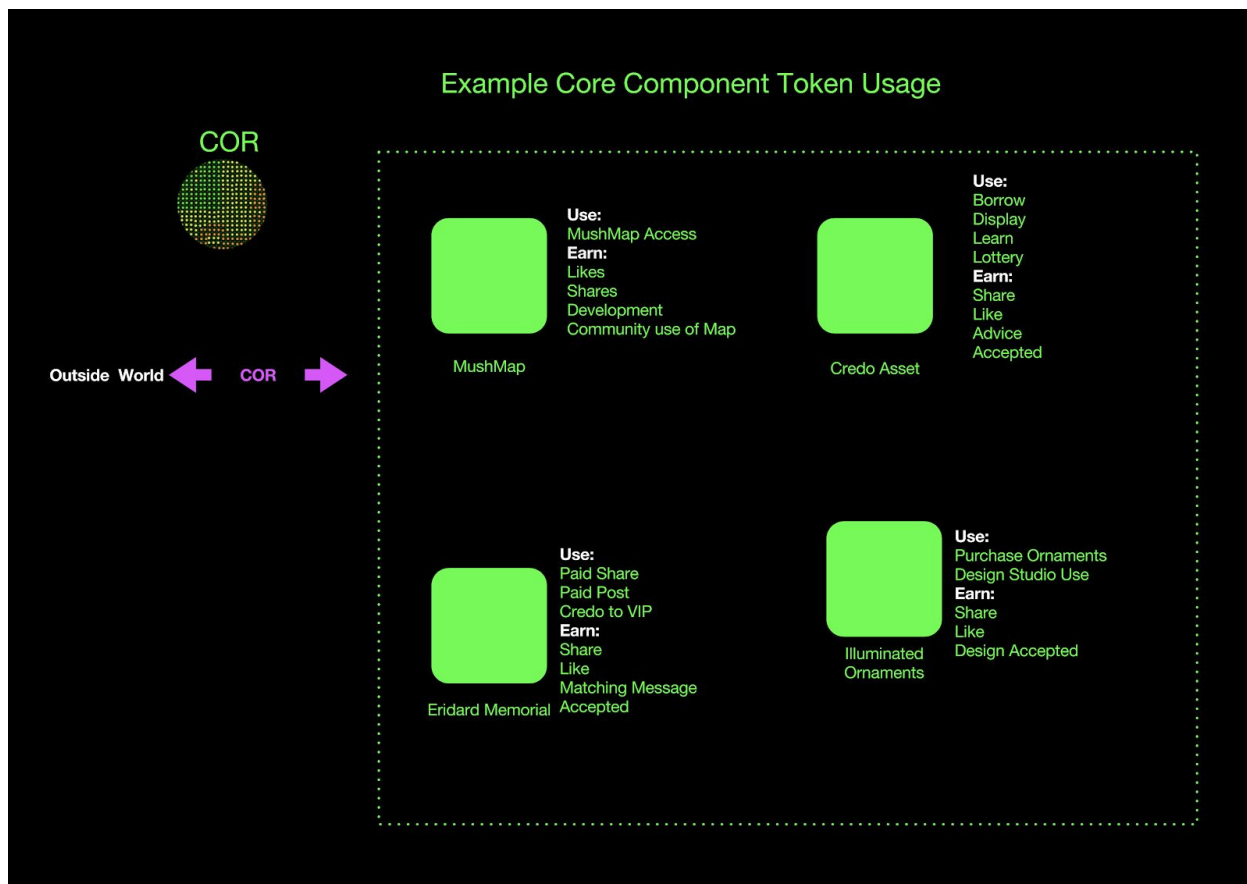 Example Core Component Token Usage
COR
Outside World
COR
Use:
MushMap Access
Earn:
Likes
Shares
Development
Community use of Map
MushMap
Use:
Borrow
Display
Learn
Lottery
Earn:
Share
Like
Advice
Accepted
Credo Asset
Use:
Paid Share
Paid Post
Credo to VIP
Earn:
Share
Like
Matching Message
Accepted
Eridard Memorial
Use:
Purchase Ornaments
Design Studio Use
Earn:
Share
Like
Design Accepted
Illuminated
Ornaments